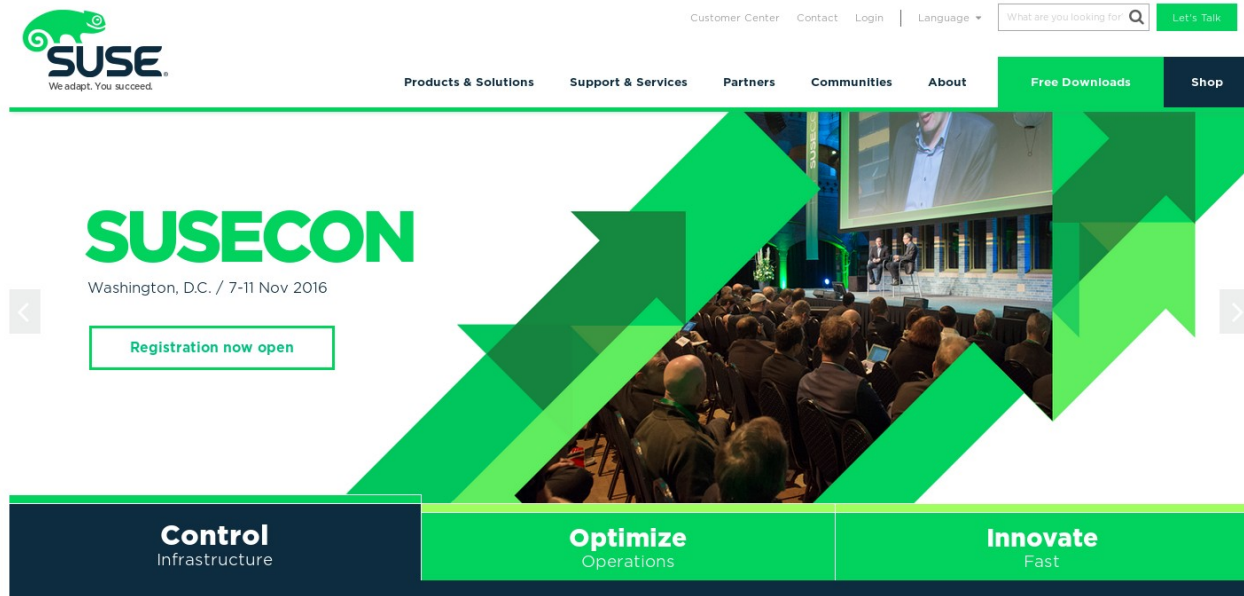 Customer Center
Contact
Login
Language
What are you looking for
Let's Talk
SUSE
We adapt. You succeed.
Products & Solutions
Support & Services
Partners
Communities
About
Free Downloads
Shop
SUSECON
SUSECON
Washington, D.C. / 7-11 Nov 2016
Registration now open
Control
Infrastructure
Optimize
Operations
Innovate
Fast